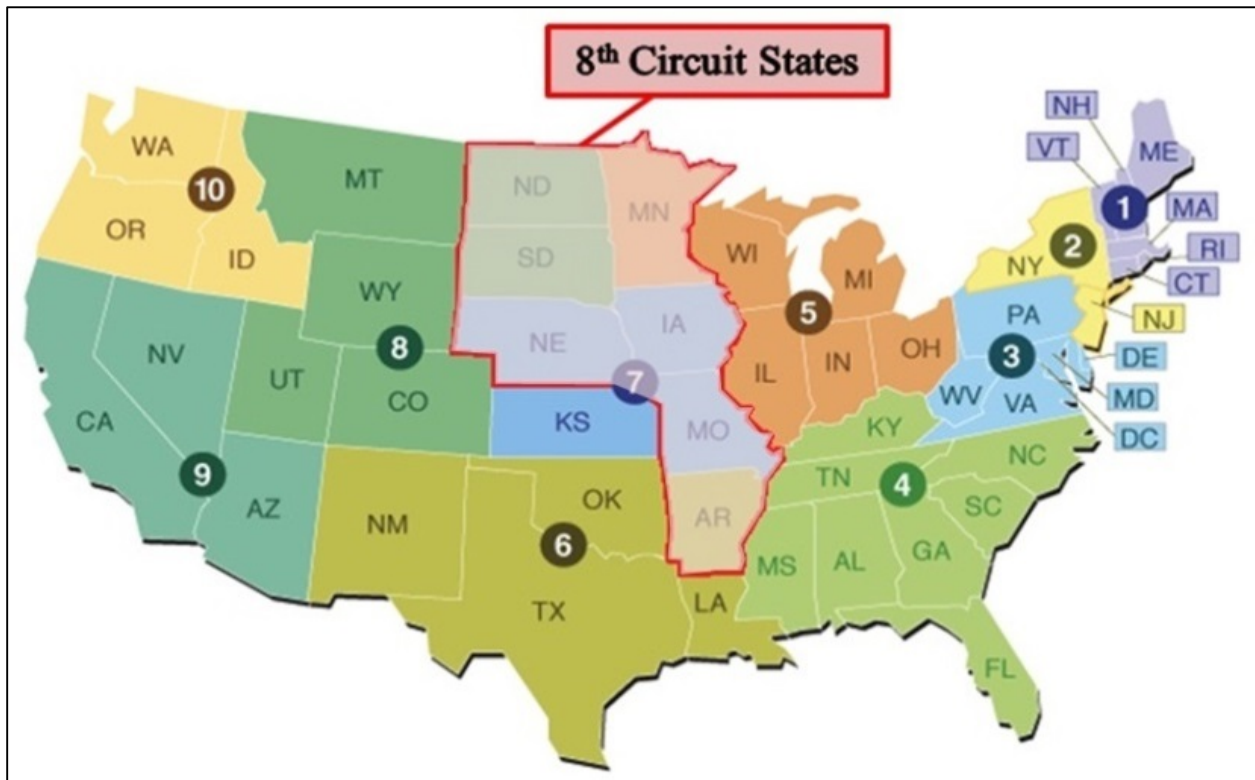 8th Circuit States
NH
VT
ME
WA
MT
ND
MN
10
1
MA
OR
ID
SD
WI
MI
2
NY
RI
CT
WY
NJ
PA
5
NV
8
NE
IA
IL
IN
OH
3
DE
UT
CO
7
WV
VA
MD
CA
KS
MO
KY
DC
9
TN
NC
4
AZ
NM
OK
AR
SC
6
MS
AL
GA
TX
LA
FL